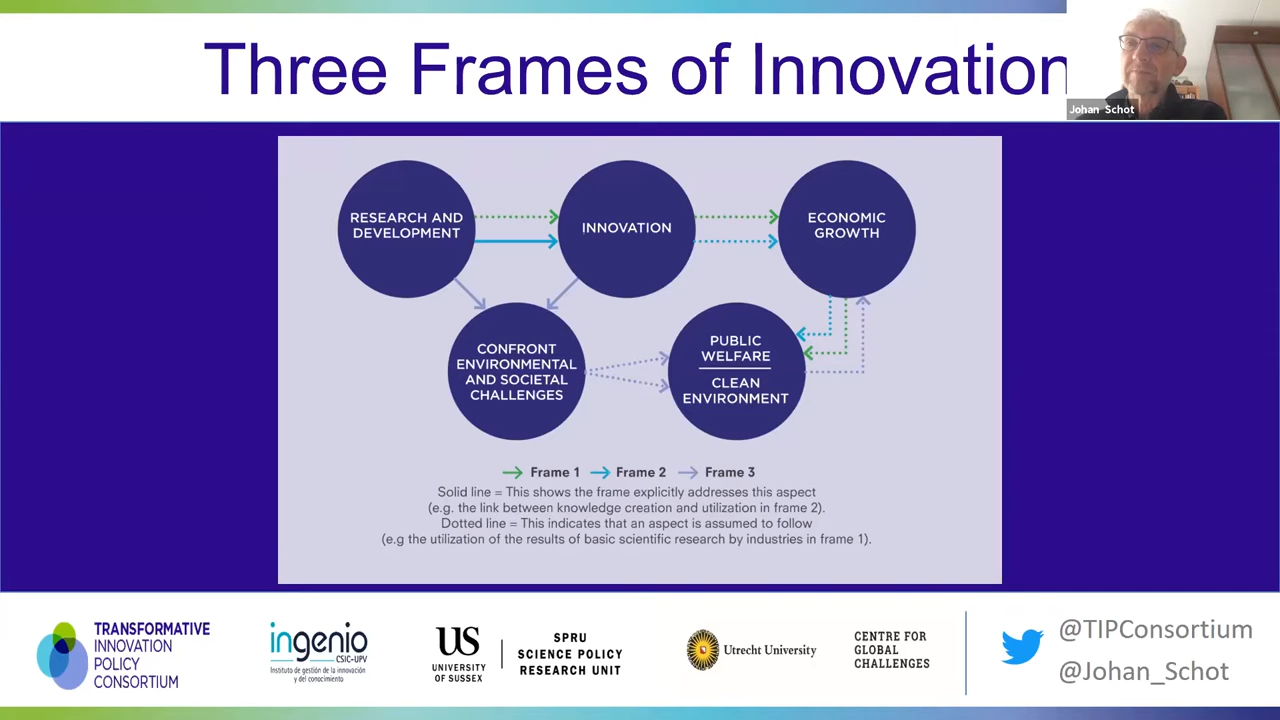 Three Frames of Innovation
Johan Schot
RESEARCH AND
DEVELOPMENT
INNOVATION
ECONOMIC
GROWTH
CONFRONT
ENVIRONMENTAL
AND SOCIETAL
CHALLENGES
PUBLIC
WELFARE
CLEAN
ENVIRONMENT
Frame 1 Frame 2 Frame 3
Solid line = This shows the frame explicitly addresses this aspect
(e.g. the link between knowledge creation and utilization in frame 2).
Dotted line = This indicates that an aspect is assumed to follow
(e.g the utilization of the results of basic scientific research by industries in frame 1).
TRANSFORMATIVE
INNOVATION
POLICY
CONSORTIUM
ingenio
CSIC-UPV
Instituto de gestión de la innovación
y del conocimiento
US
UNIVERSITY
OF SUSSEX
SPRU
SCIENCE POLICY
RESEARCH UNIT
Utrecht University
CENTRE FOR
GLOBAL
CHALLENGES
@TIPConsortium
@Johan_Schot